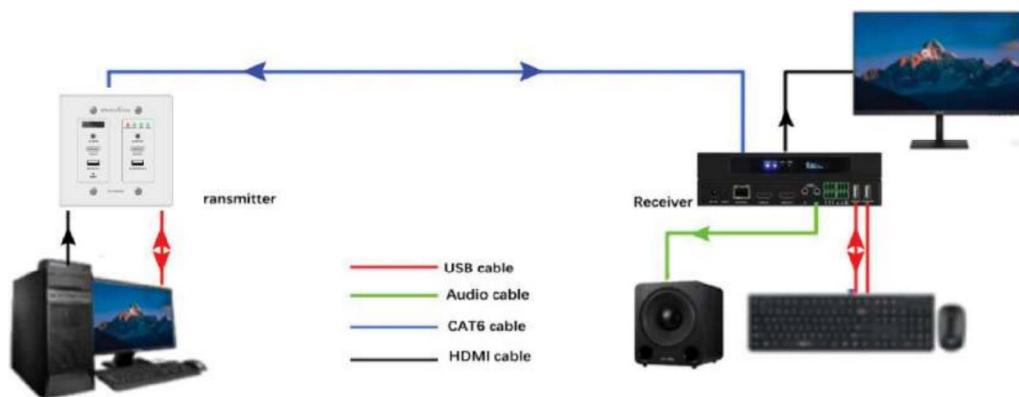 ransmitter
Receiver
USB cable
Audio cable
CAT6 cable
HDMI cable